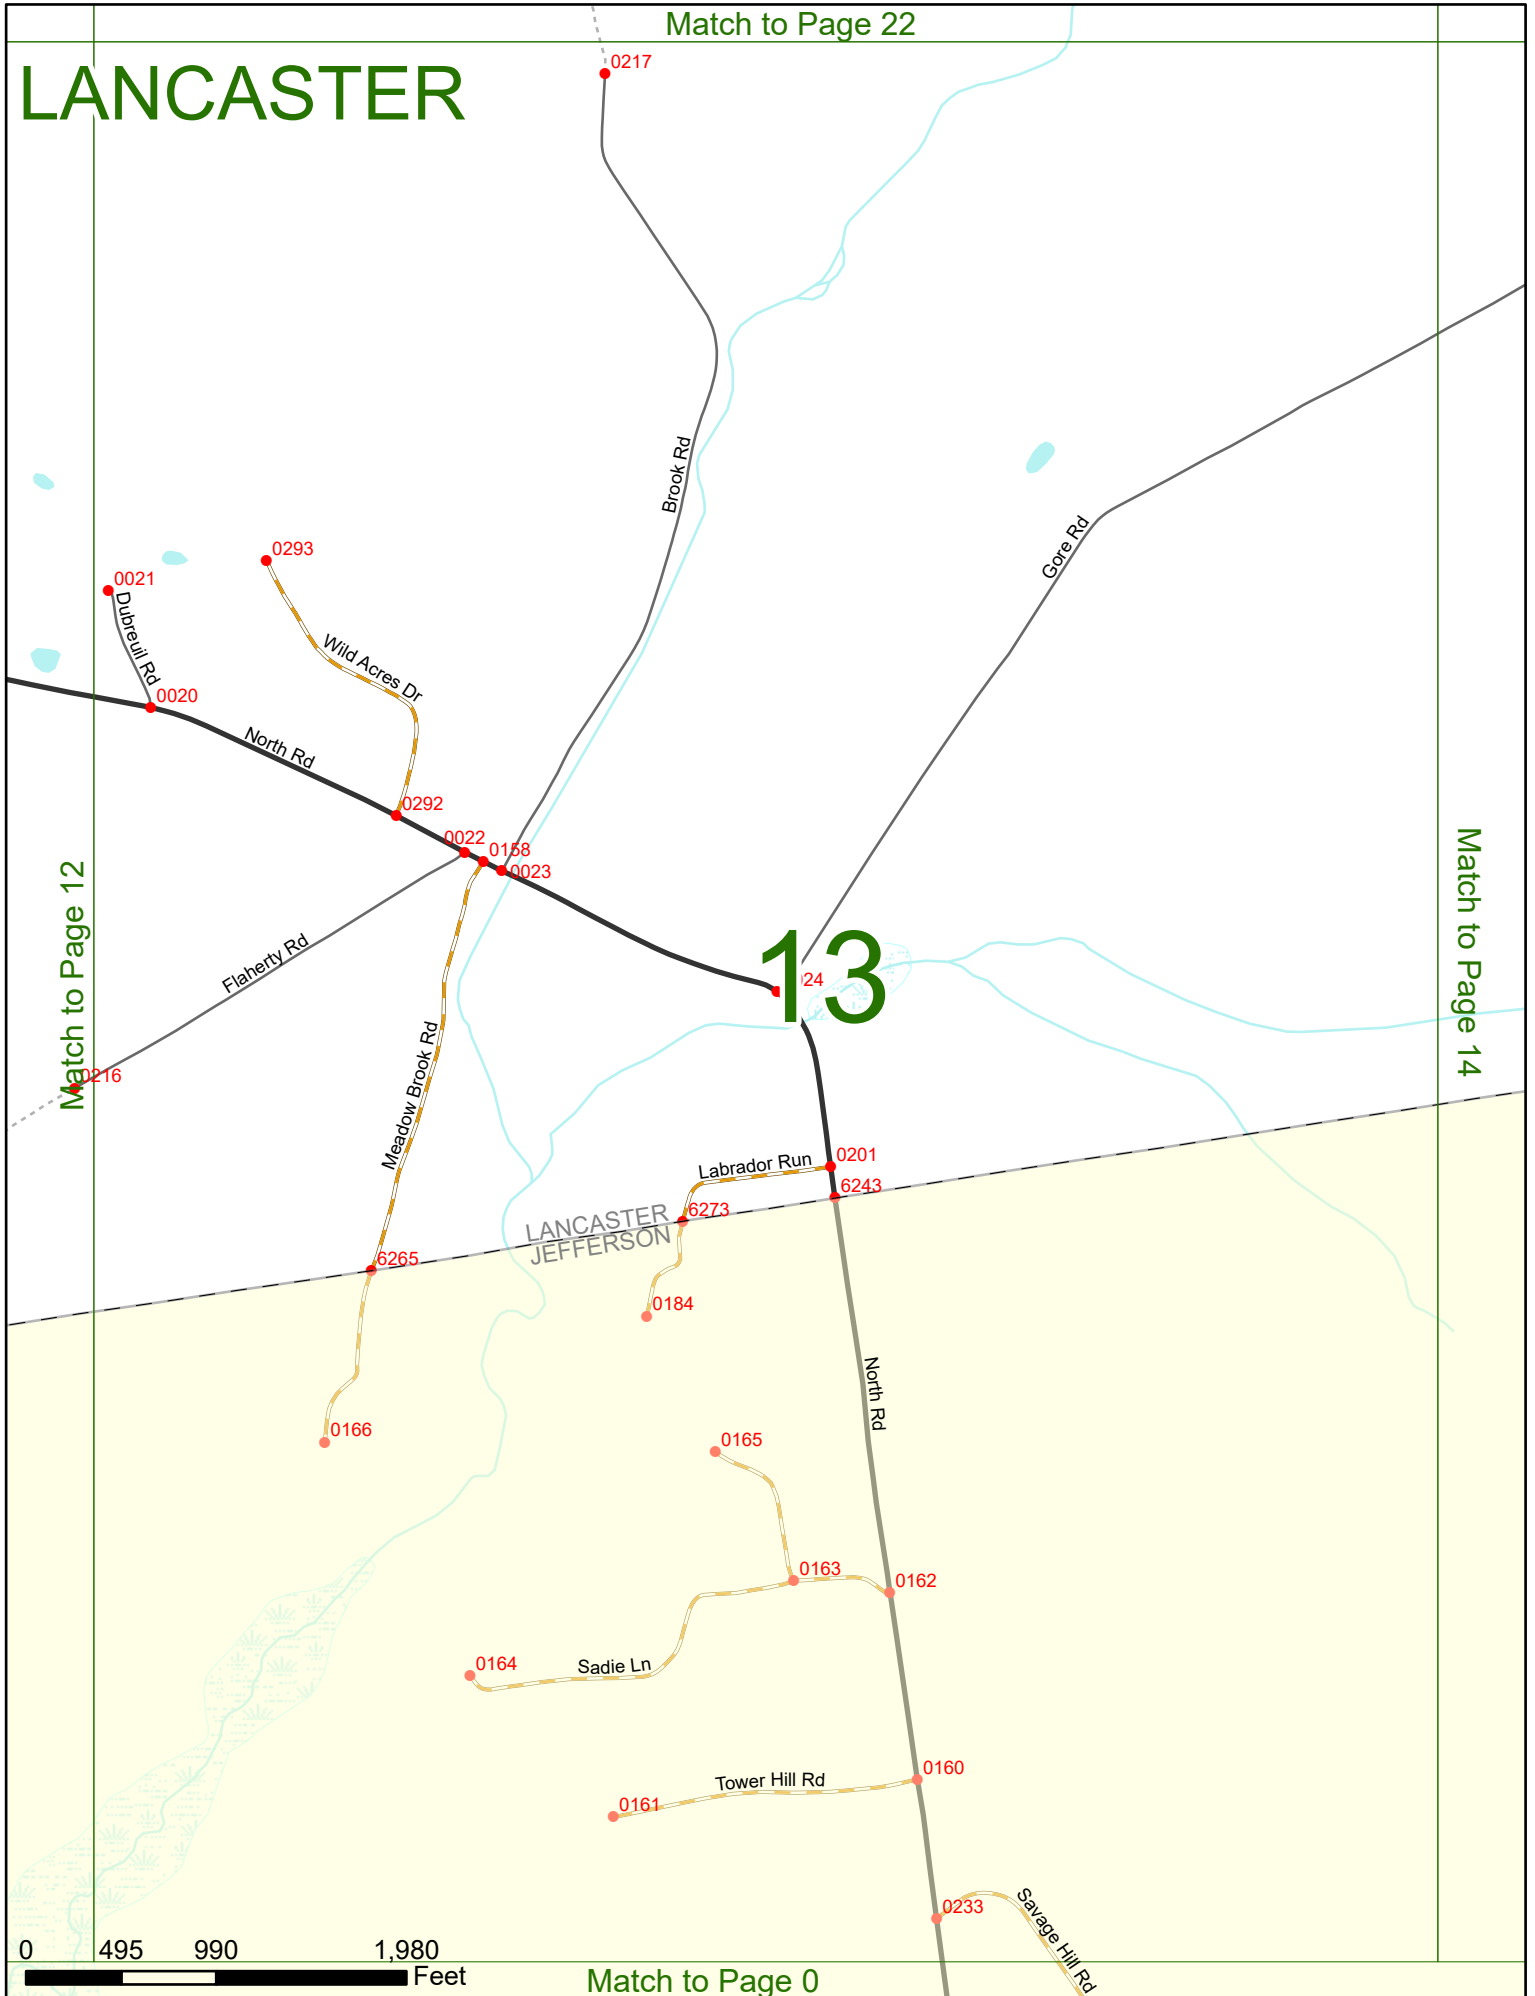 Match to Page 22
LANCASTER
0217
Brook Rd
Gore Rd
0293
0021
Dubreuil Rd
Wild Acres Dr
0020
North Rd
0292
0022
0158
0023
Match to Page 12
Match to Page 14
Flaherty Rd
13
24
0216
Meadow Brook Rd
Labrador Run
0201
6243
6273
LANCASTER
JEFFERSON
6265
0184
North Rd
0166
0165
0163
0162
0164
Sadie Ln
0160
Tower Hill Rd
0161
0233
Savage Hill Rd
0 495 990 1,980
Feet
Match to Page 0